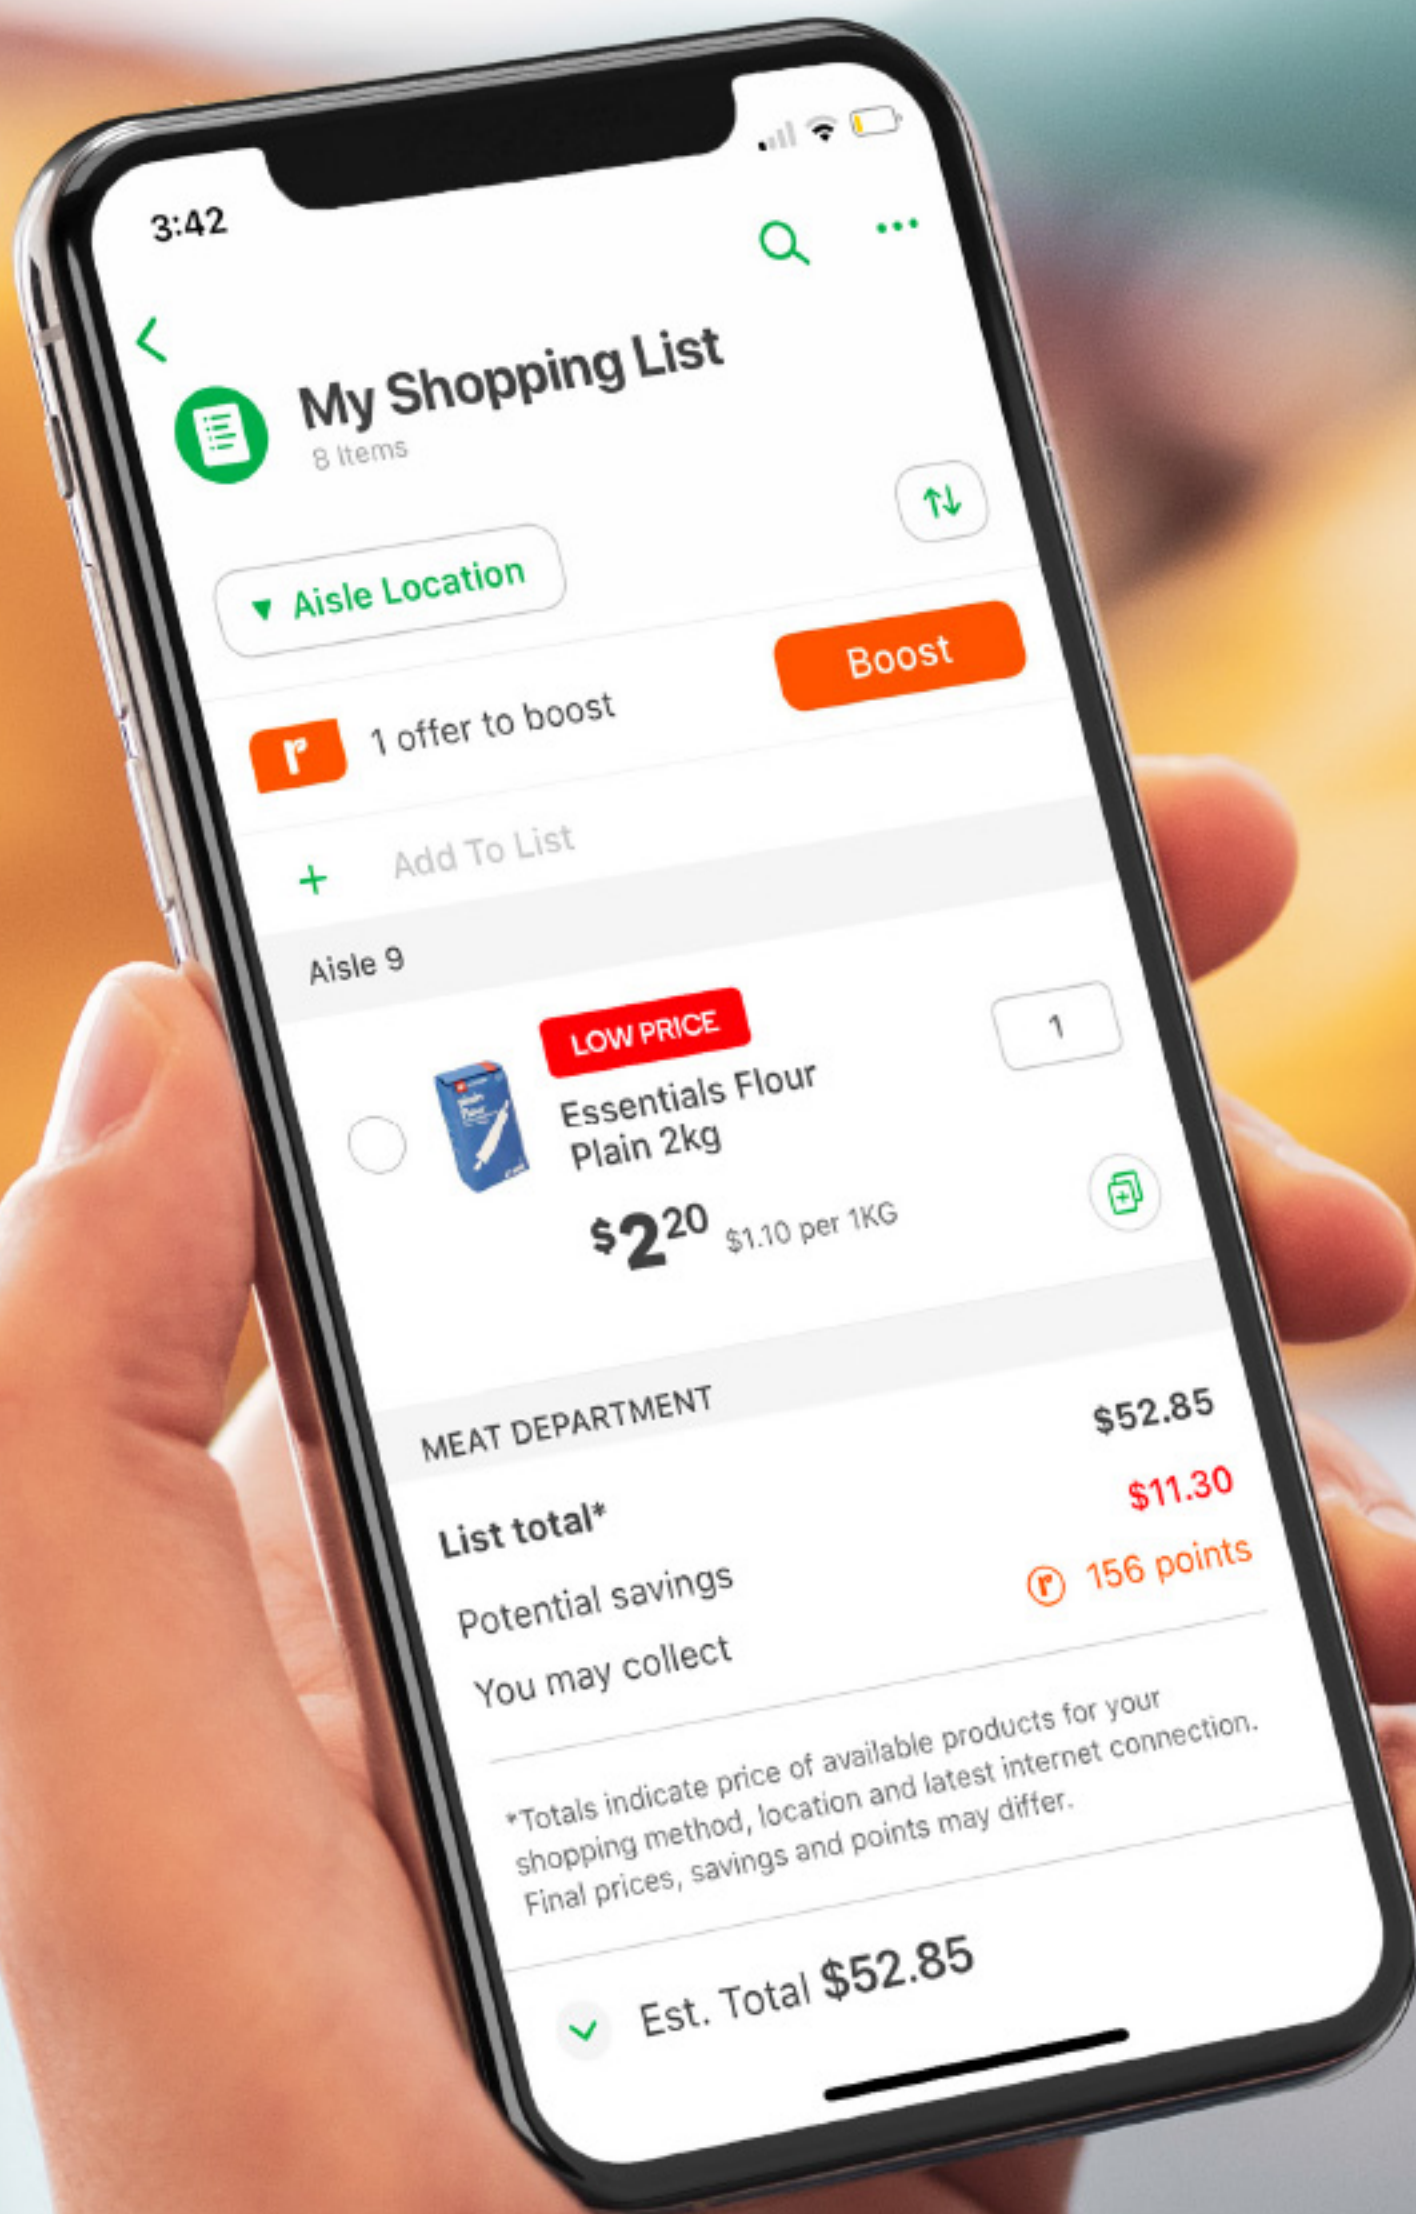 3:42
My Shopping List
8 Items
▼ Aisle Location
1 offer to boost
Boost
+ Add To List
Aisle 9
LOW PRICE
1
Essentials Flour
Plain 2kg
plain
flour
$2 20 $1.10 per 1KG
MEAT DEPARTMENT
List total* $52.85
Potential savings $11.30
You may collect 156 points
*Totals indicate price of available products for your
shopping method, location and latest internet connection.
Final prices, savings and points may differ.
Est. Total $52.85